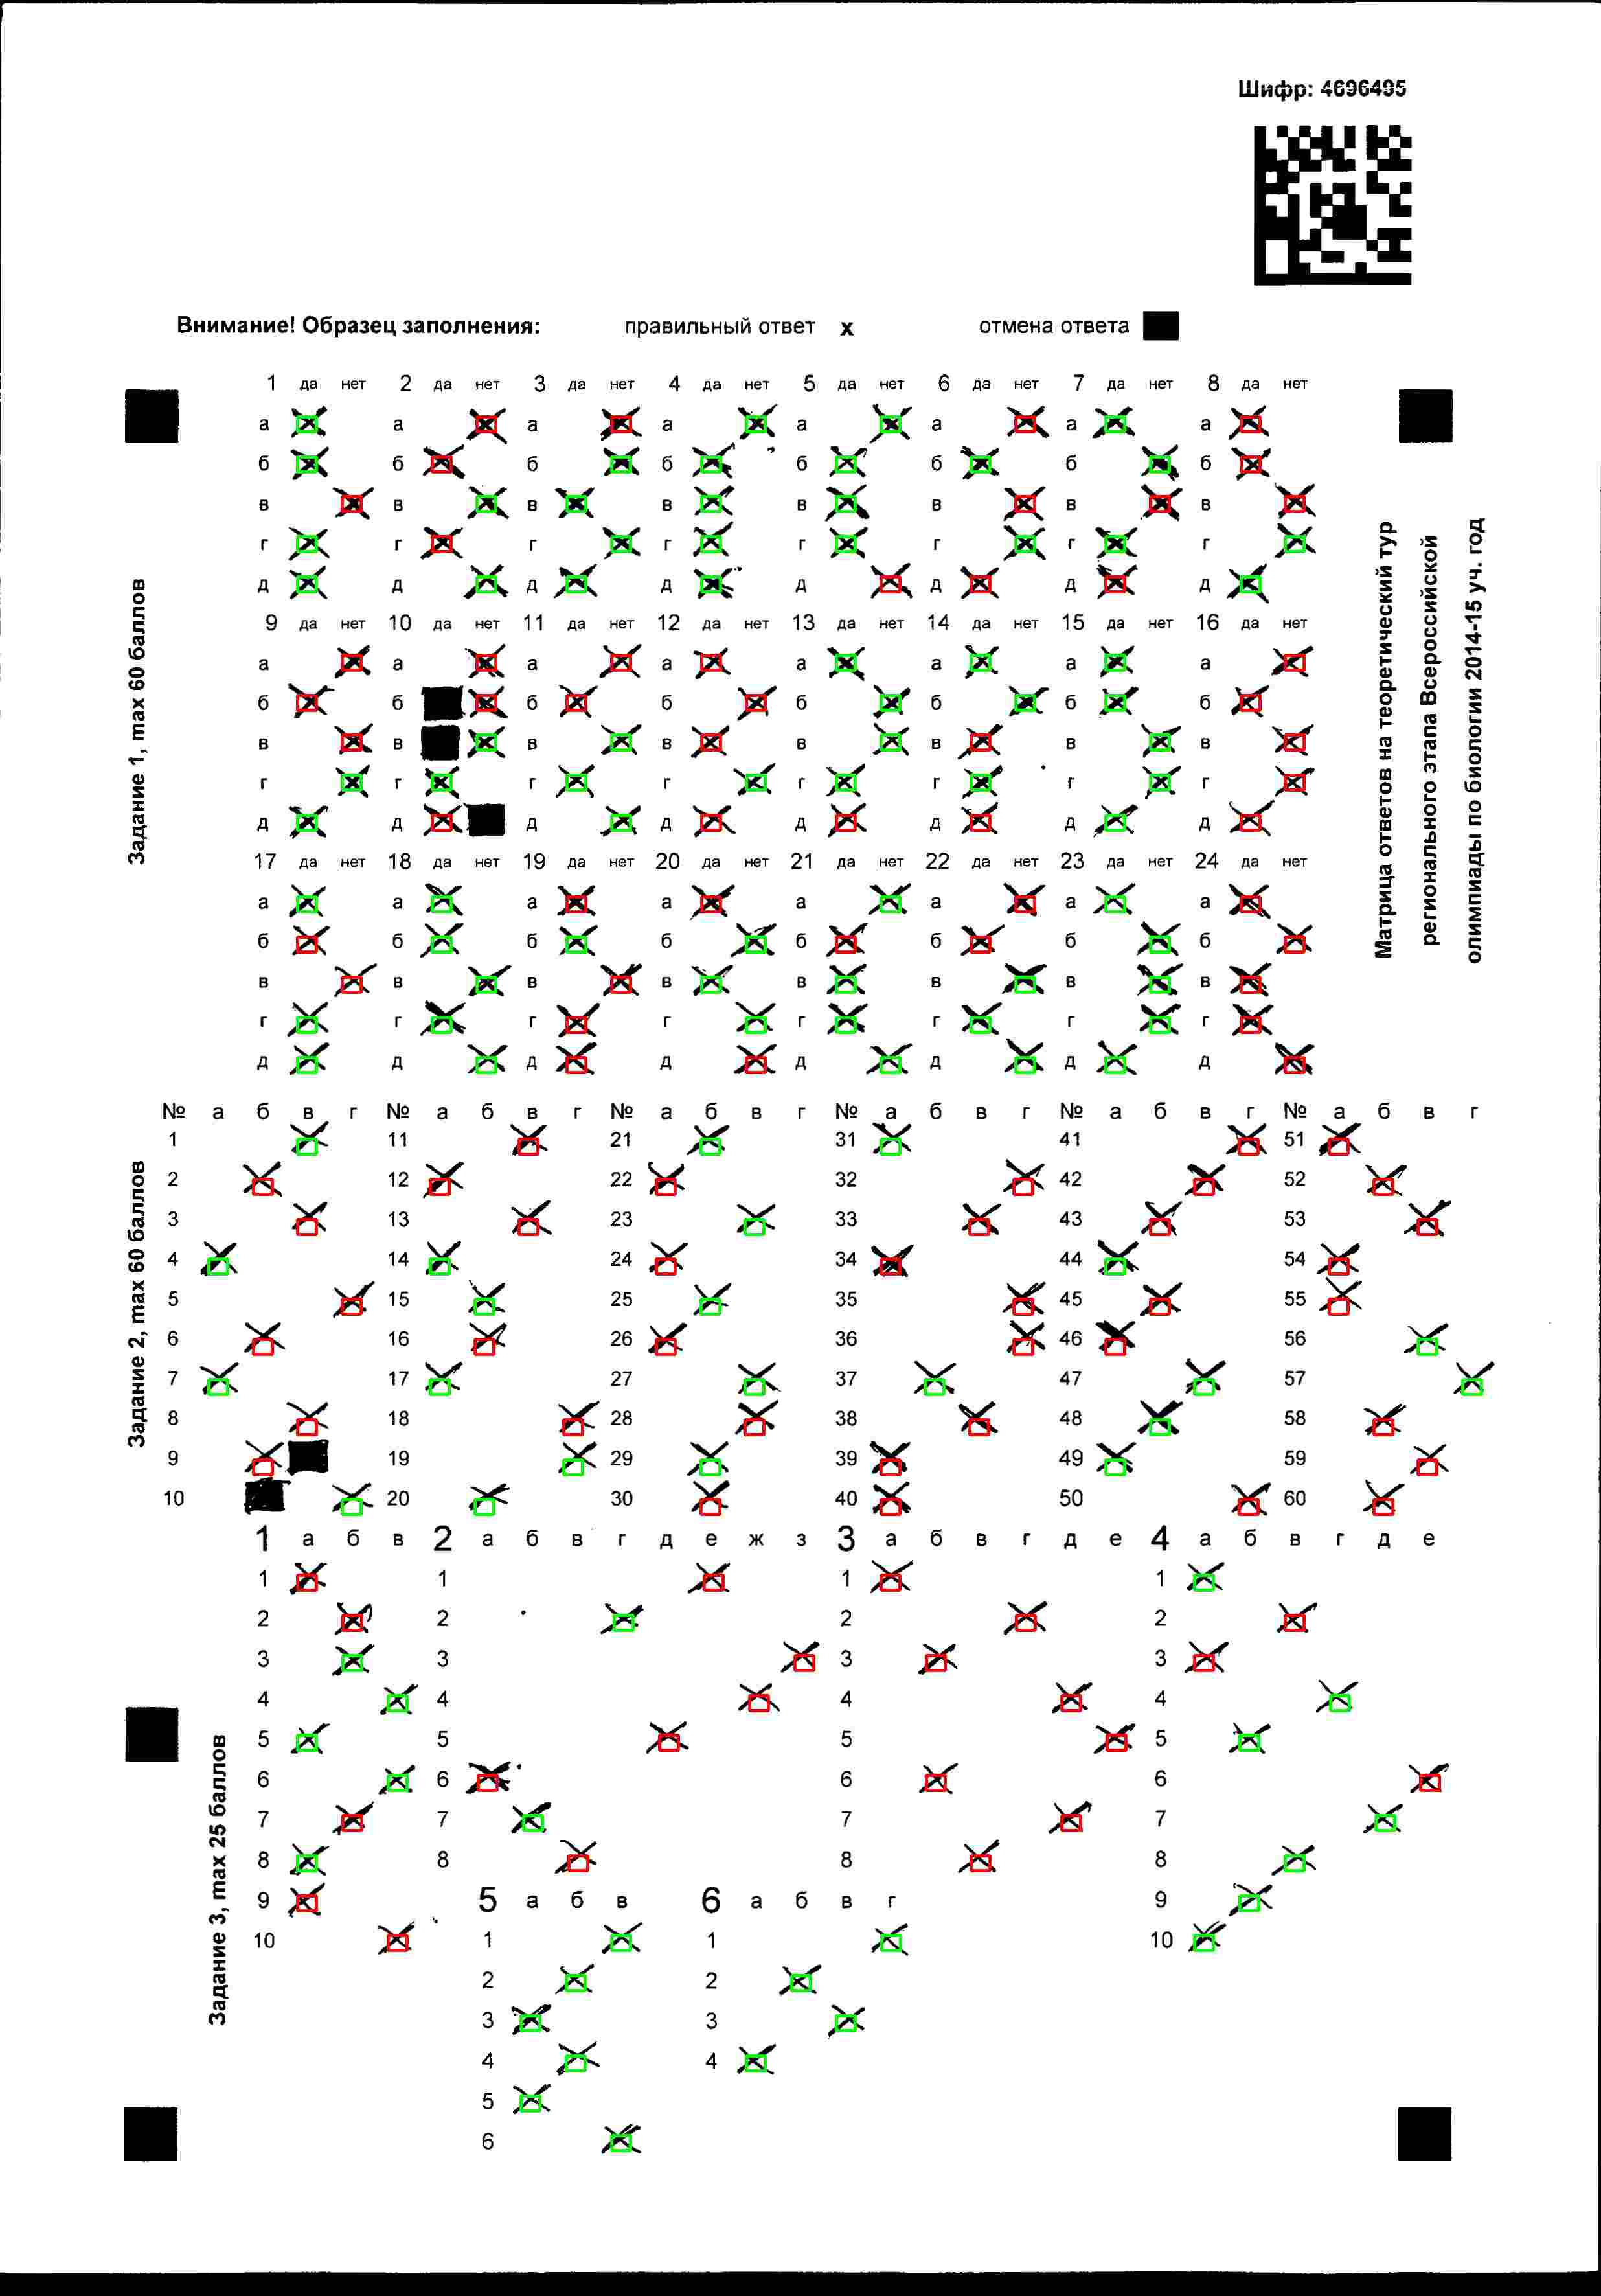 Шифр: 4696495
Внимание! Образец заполнения: правильный ответ х отмена ответа
1 да нет 2 да нет 3 да нет 4 да нет 5 да нет 6 да нет 7 да нет 8 да нет
а а а а а а а а
б б б б б б б б
в в в в в в в в
г г г г г г г г
д д д д д д д д
9 да нет 10 да нет 11 да нет 12 да нет 13 да нет 14 да нет 15 да нет 16 да нет
а а а а а а а а
б б б б б б б б
в в в в в в в в
г г г г г г г г
д д д д д д д д
17 да нет 18 да нет 19 да нет 20 да нет 21 да нет 22 да нет 23 да нет 24 да нет
а а а а а а а а
б б б б б б б б
в в в в в в в в
г г г г г г г г
д д д д д д д д
Задание 1, max 60 баллов
Матрица ответов на теоретический тур
регионального этапа Всероссийской
олимпиады по биологии 2014-15 уч. год
№ а б в г № а б в г № а б в г № а б в г № а б в г № а б в г
1 11 21 31 41 51
2 12 22 32 42 52
3 13 23 33 43 53
4 14 24 34 44 54
5 15 25 35 45 55
6 16 26 36 46 56
7 17 27 37 47 57
8 18 28 38 48 58
9 19 29 39 49 59
10 20 30 40 50 60
Задание 2, max 60 баллов
1 а б в 2 а б в г д е ж з 3 а б в г д е 4 а б в г д е
1 1 1 1
2 2 2 2
3 3 3 3
4 4 4 4
5 5 5 5
6 6 6 6
7 7 7 7
8 8 8 8
9 5 а б в 6 а б в г 9
10 1 1 10
2 2
3 3
4 4
5
6
Задание 3, max 25 баллов